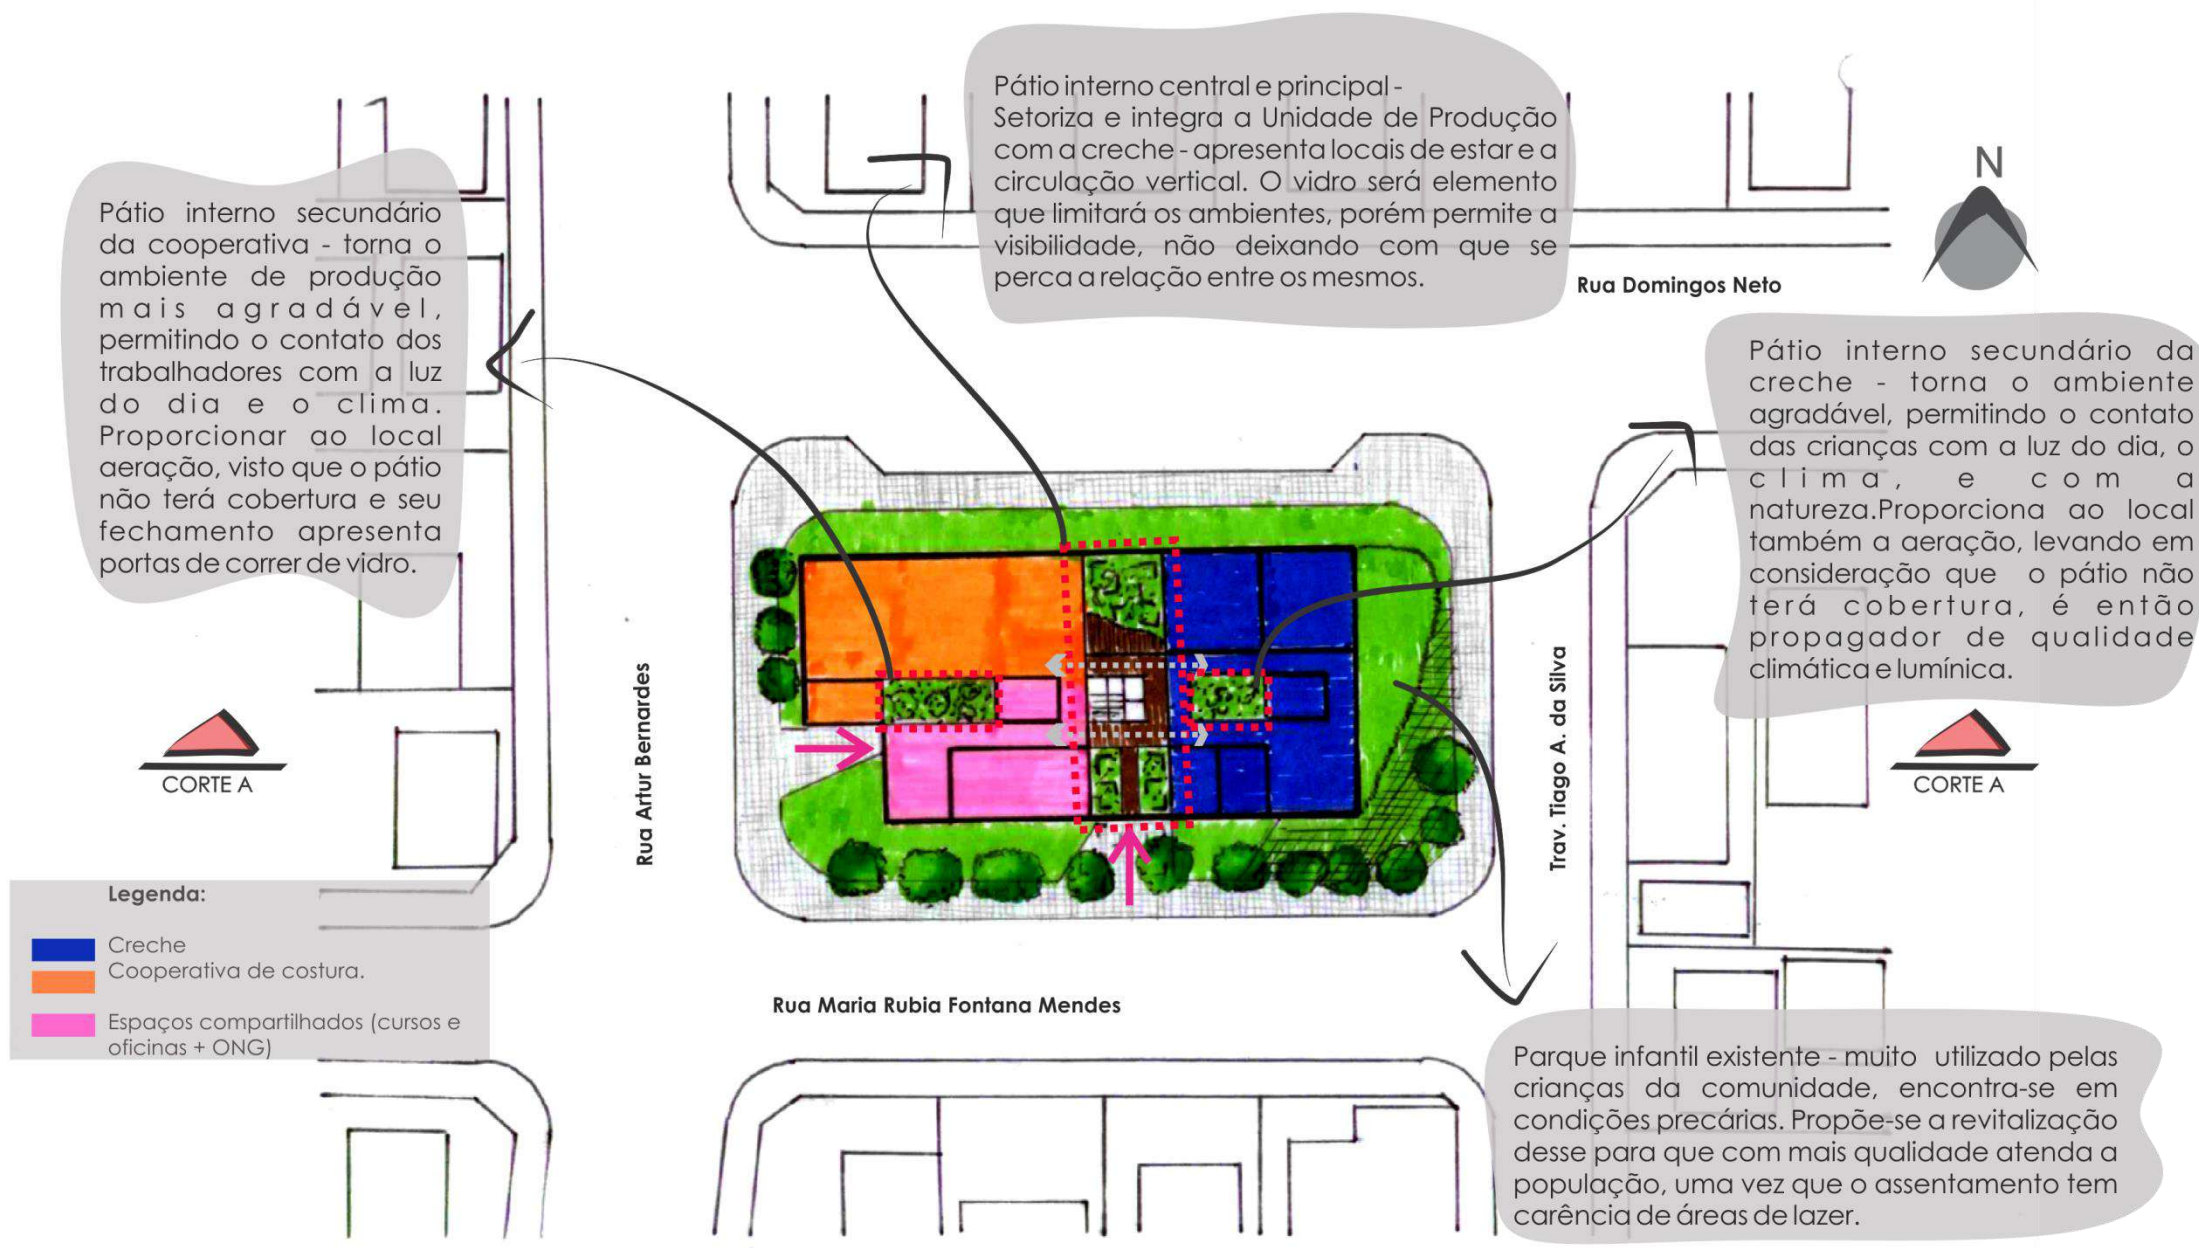 Pátio interno central e principal -
Setoriza e integra a Unidade de Produção
com a creche - apresenta locais de estar e a
circulação vertical. O vidro será elemento
que limitará os ambientes, porém permite a
visibilidade, não deixando com que se
perca a relação entre os mesmos.
N
Pátio interno secundário
da cooperativa - torna o
ambiente de produção
mais agradável,
permitindo o contato dos
trabalhadores com a luz
do dia e o clima.
Proporcionar ao local
aeração, visto que o pátio
não terá cobertura e seu
fechamento apresenta
portas de correr de vidro.
Rua Domingos Neto
Pátio interno secundário da
creche - torna o ambiente
agradável, permitindo o contato
das crianças com a luz do dia, o
clima, e com a
natureza.Proporciona ao local
também a aeração, levando em
consideração que o pátio não
terá cobertura, é então
propagador de qualidade
climática e lumínica.
Rua Artur Bernardes
Trav. Tiago A. da Silva
CORTE A
CORTE A
Legenda:
Creche
Cooperativa de costura.
Espaços compartilhados (cursos e
oficinas + ONG)
Rua Maria Rubia Fontana Mendes
Parque infantil existente - muito utilizado pelas
crianças da comunidade, encontra-se em
condições precárias. Propõe-se a revitalização
desse para que com mais qualidade atenda a
população, uma vez que o assentamento tem
carência de áreas de lazer.